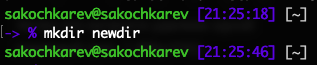 sakochkarev@sakochkarev [21:25:18] [~]
[-> % mkdir newdir
sakochkarev@sakochkarev [21:25:46] [~]